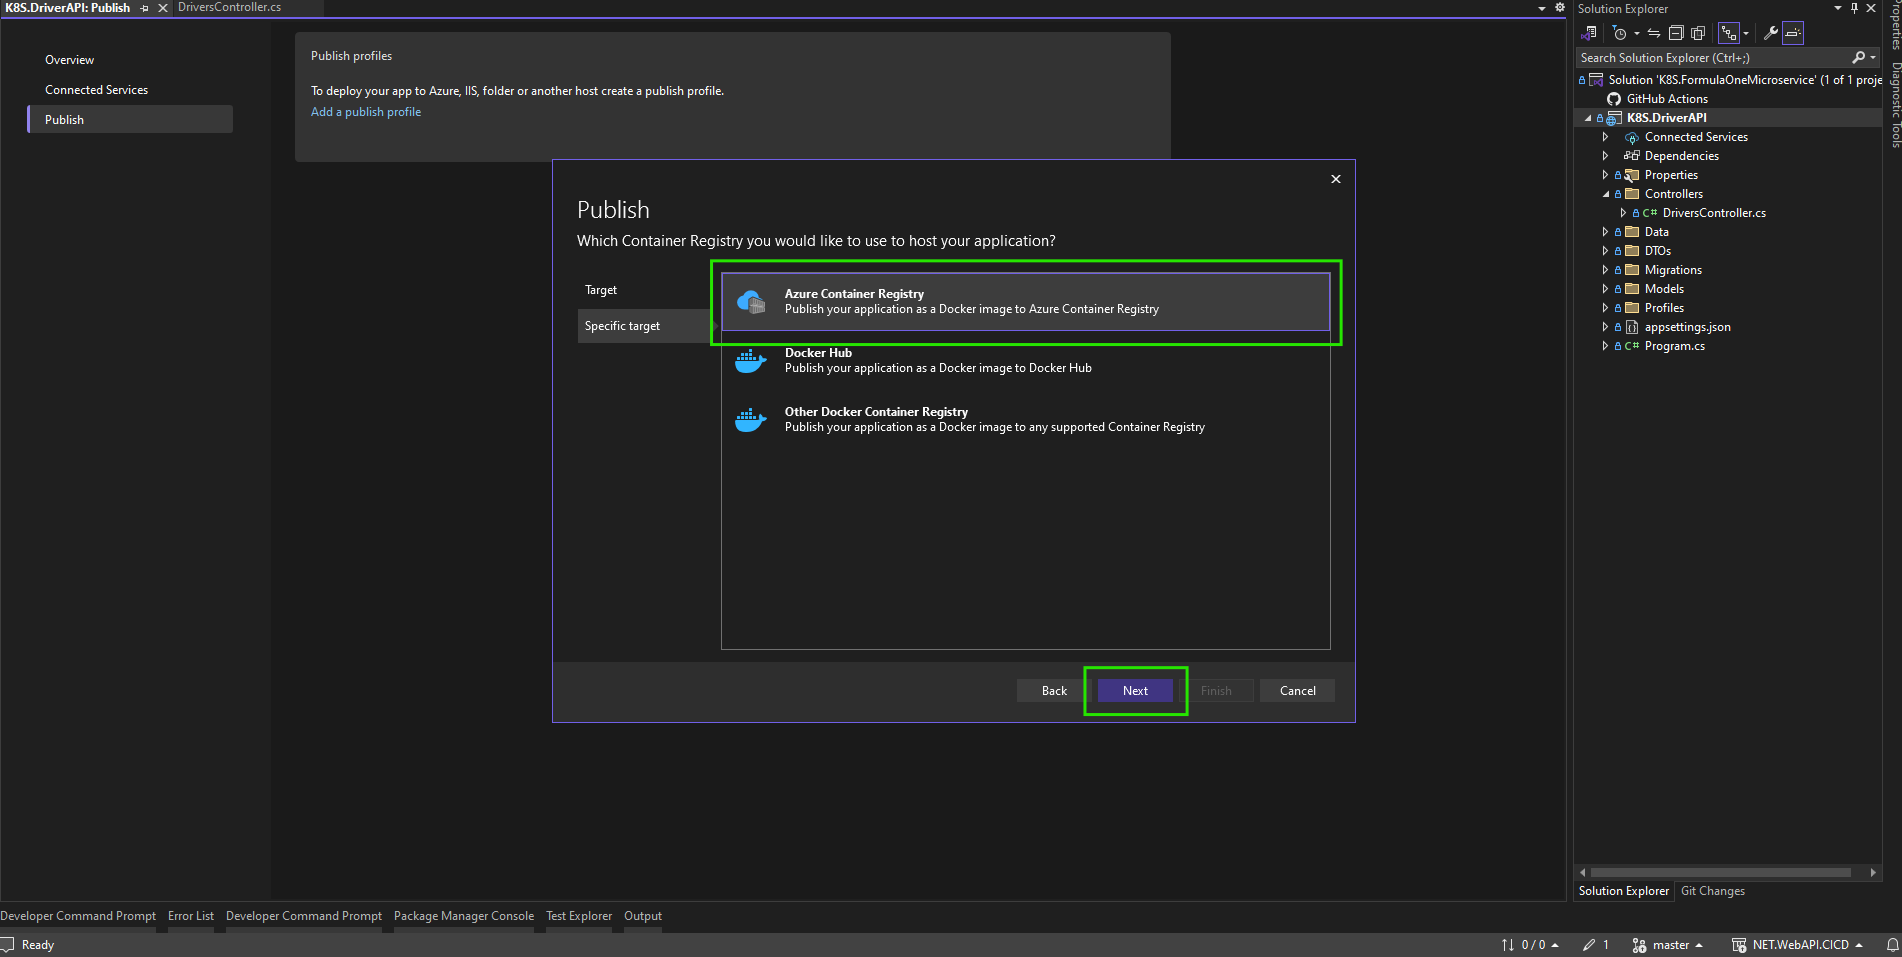 K8S.DriverAPI: Publish
DriversController.cs
Overview
Connected Services
Publish
Publish profiles
To deploy your app to Azure, IIS, folder or another host create a publish profile.
Add a publish profile
Publish
Which Container Registry you would like to use to host your application?
Target
Specific target
Azure Container Registry
Publish your application as a Docker image to Azure Container Registry
Docker Hub
Publish your application as a Docker image to Docker Hub
Other Docker Container Registry
Publish your application as a Docker image to any supported Container Registry
Back
Next
Finish
Cancel
Solution Explorer
Search Solution Explorer (Ctrl+;)
Solution 'K8S.FormulaOneMicroservice' (1 of 1 proje
GitHub Actions
K8S.DriverAPI
Connected Services
Dependencies
Properties
Controllers
C# DriversController.cs
Data
DTOs
Migrations
Models
Profiles
appsettings.json
C# Program.cs
Solution Explorer
Git Changes
Properties
Diagnostic Tools
Developer Command Prompt
Error List
Developer Command Prompt
Package Manager Console
Test Explorer
Output
Ready
0 / 0
1
master
NET.WebAPI.CICD